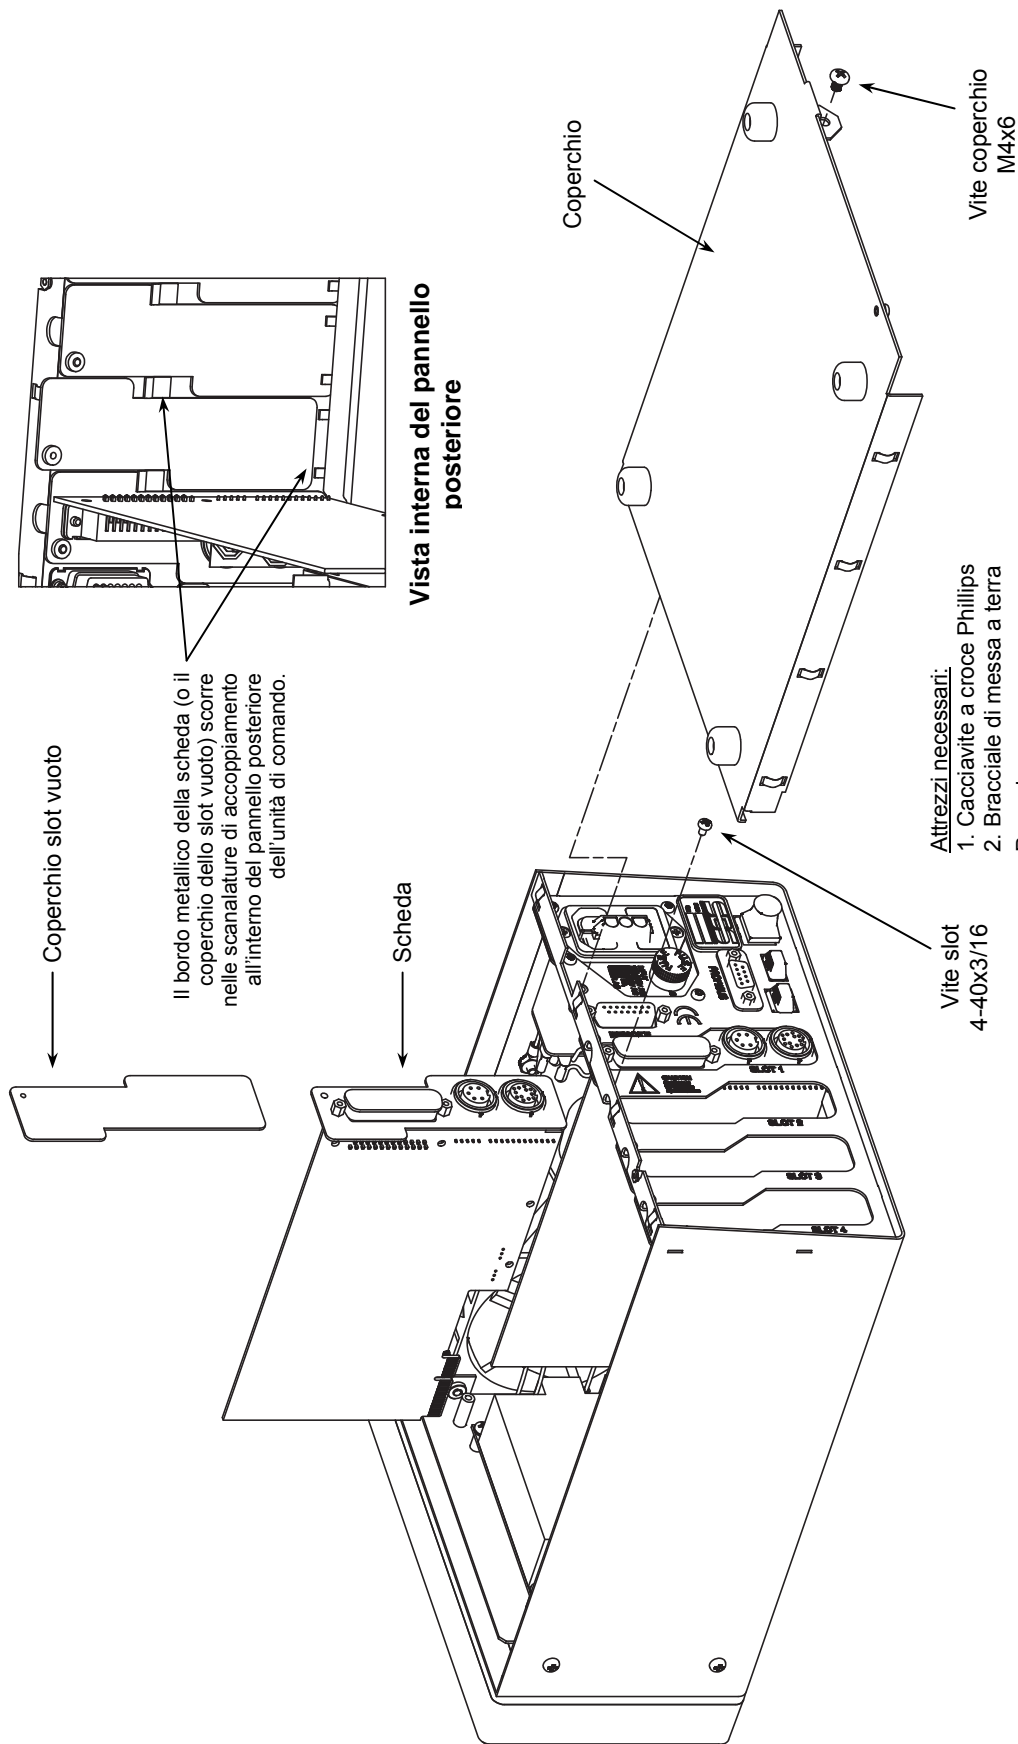 Coperchio slot vuoto
Il bordo metallico della scheda (o il
coperchio dello slot vuoto) scorre
nelle scanalature di accoppiamento
all'interno del pannello posteriore
dell'unità di comando.
Vista interna del pannello
posteriore
Scheda
Coperchio
Vite coperchio
M4x6
Vite slot
4-40x3/16
SLOT 1
SLOT 2
SLOT 3
SLOT 4
CE
Attrezzi necessari:
1. Cacciavite a croce Phillips
2. Bracciale di messa a terra